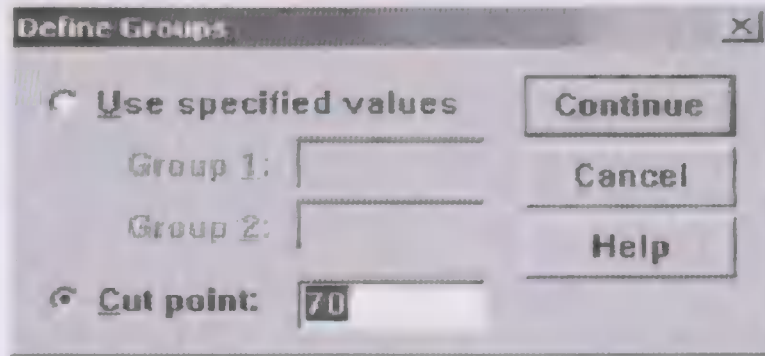 Define Groups
Use specified values
Continue
Group 1:
Cancel
Group 2:
Help
Cut point: 70